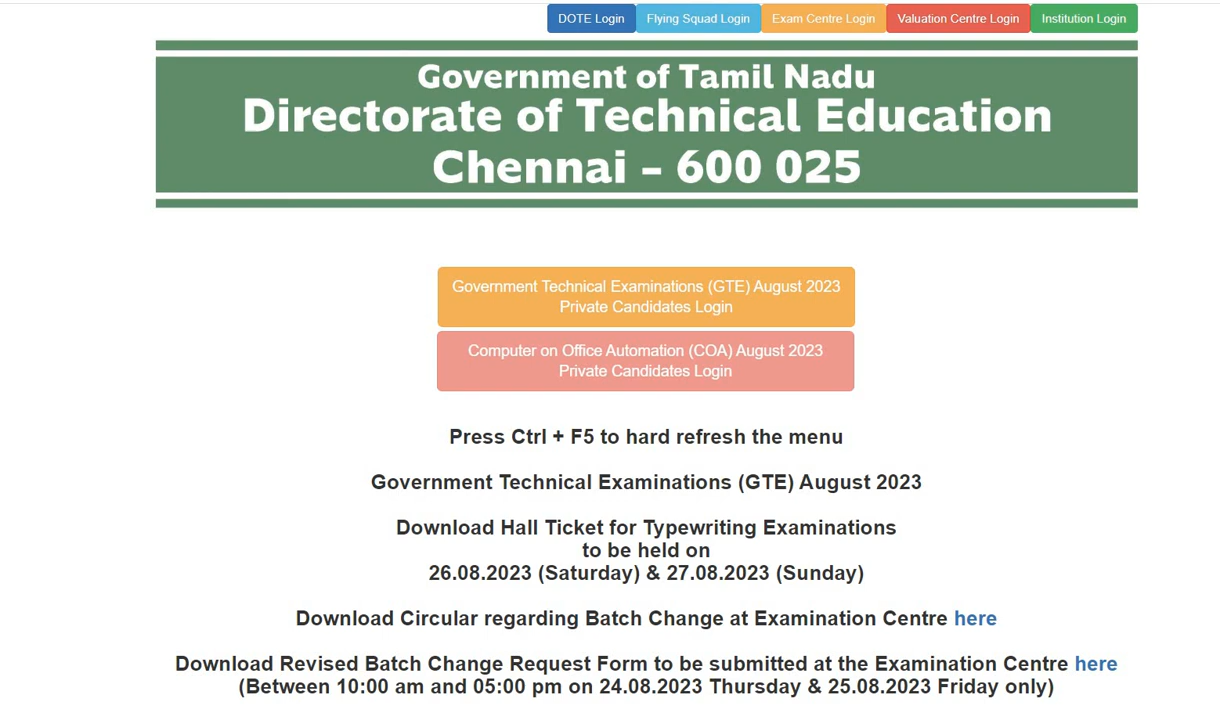 DOTE Login Flying Squad Login Exam Centre Login Valuation Centre Login Institution Login
Government of Tamil Nadu
Directorate of Technical Education
Chennai – 600 025
Government Technical Examinations (GTE) August 2023
Private Candidates Login
Computer on Office Automation (COA) August 2023
Private Candidates Login
Press Ctrl + F5 to hard refresh the menu
Government Technical Examinations (GTE) August 2023
Download Hall Ticket for Typewriting Examinations
to be held on
26.08.2023 (Saturday) & 27.08.2023 (Sunday)
Download Circular regarding Batch Change at Examination Centre here
Download Revised Batch Change Request Form to be submitted at the Examination Centre here
(Between 10:00 am and 05:00 pm on 24.08.2023 Thursday & 25.08.2023 Friday only)